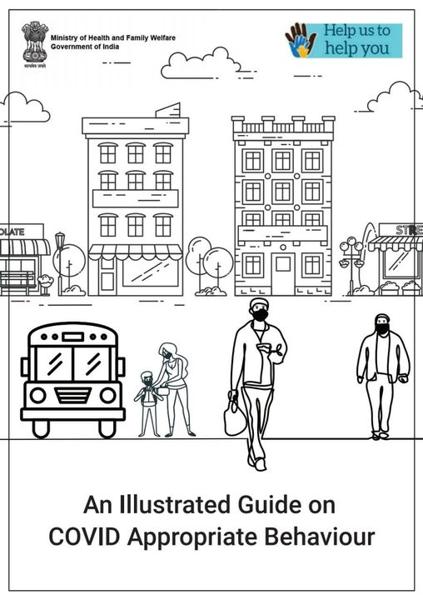 Ministry of Health and Family Welfare
Government of India
Help us to
help you
OLATE
STRE
An Illustrated Guide on
COVID Appropriate Behaviour